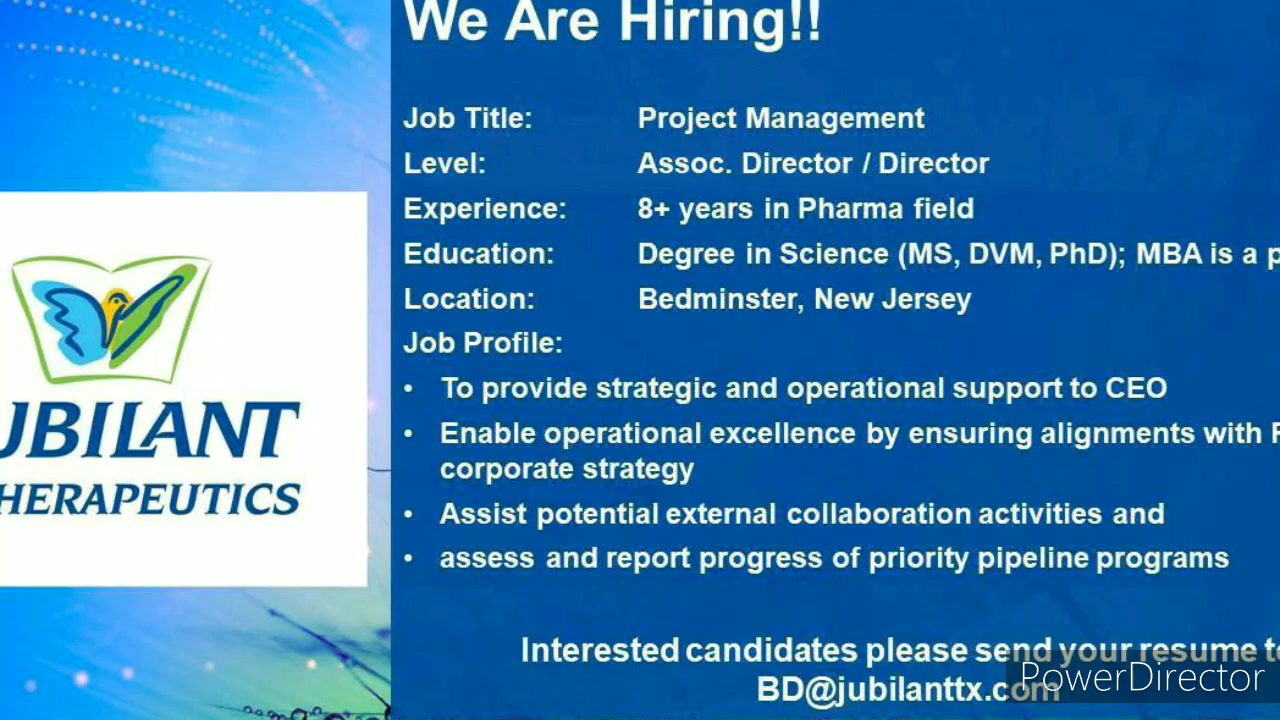 We Are Hiring!!
Job Title: Project Management
Level: Assoc. Director / Director
Experience: 8+ years in Pharma field
Education: Degree in Science (MS, DVM, PhD); MBA is a p
Location: Bedminster, New Jersey
Job Profile:
• To provide strategic and operational support to CEO
• Enable operational excellence by ensuring alignments with
corporate strategy
• Assist potential external collaboration activities and
• assess and report progress of priority pipeline programs
Interested candidates please send your resume to
BD@jubilanttx.com
UBILANT
HERAPEUTICS
PowerDirector